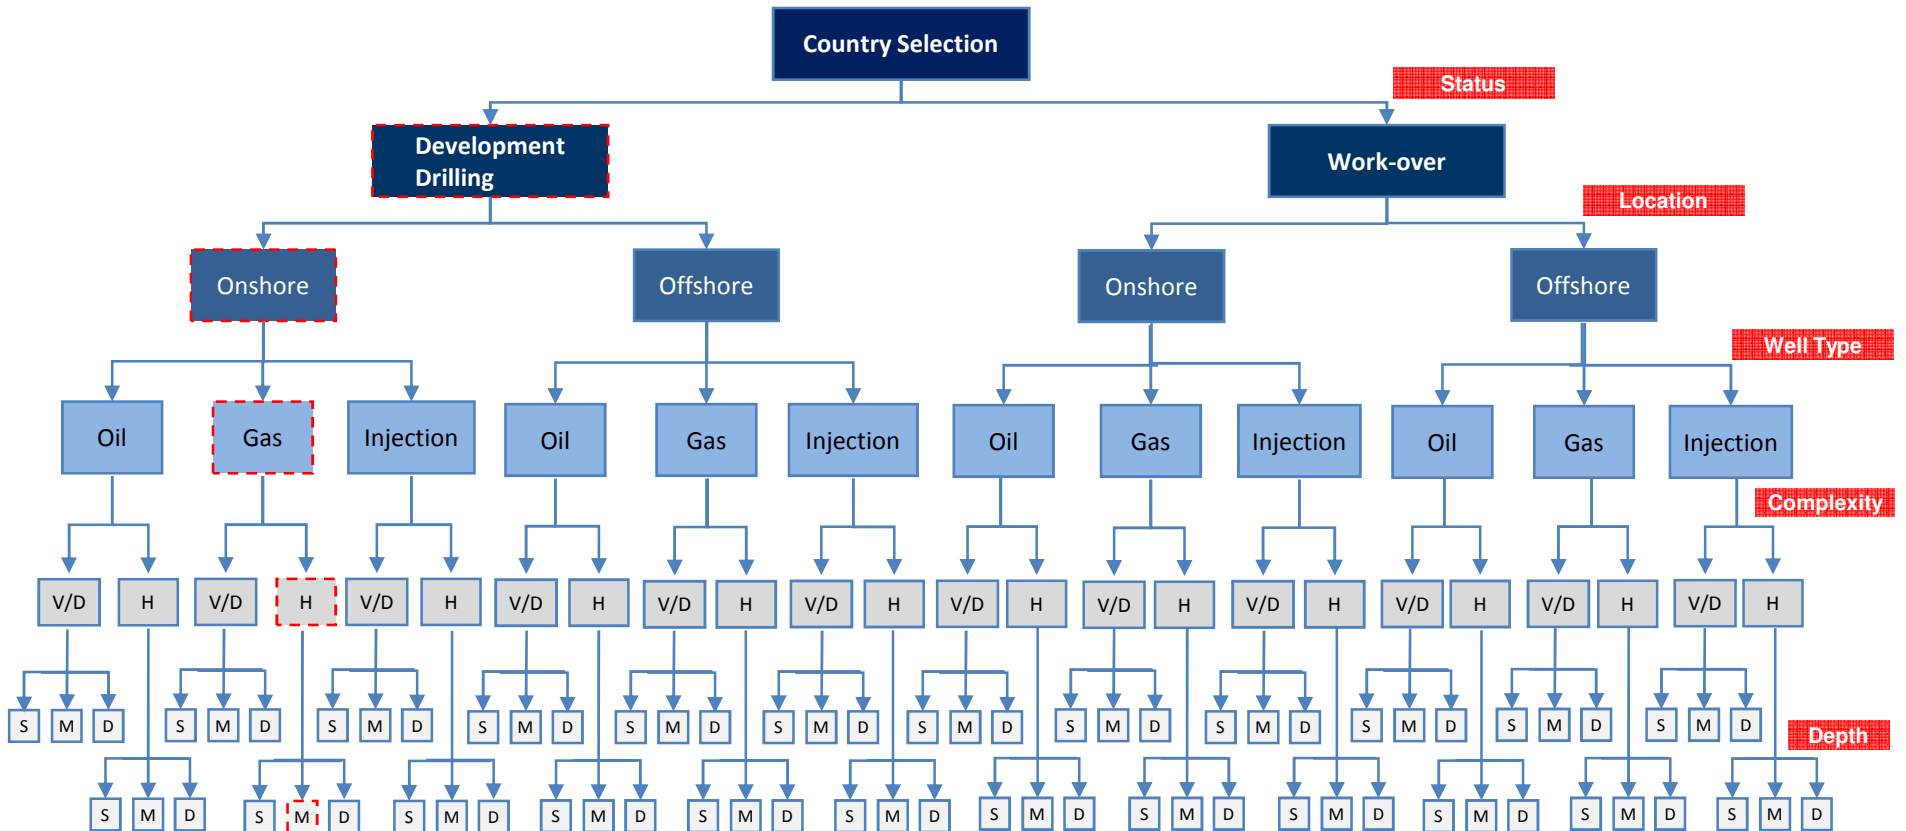 Country Selection
Status
Development
Drilling
Work-over
Location
Onshore
Offshore
Onshore
Offshore
Well Type
Oil
Gas
Injection
Oil
Gas
Injection
Oil
Gas
Injection
Oil
Gas
Injection
Complexity
V/D
H
V/D
H
V/D
H
V/D
H
V/D
H
V/D
H
V/D
H
V/D
H
V/D
H
V/D
H
V/D
H
V/D
H
S M D
S M D
S M D
S M D
S M D
S M D
S M D
S M D
S M D
S M D
S M D
S M D
Depth
S M D
S M D
S M D
S M D
S M D
S M D
S M D
S M D
S M D
S M D
S M D
S M D